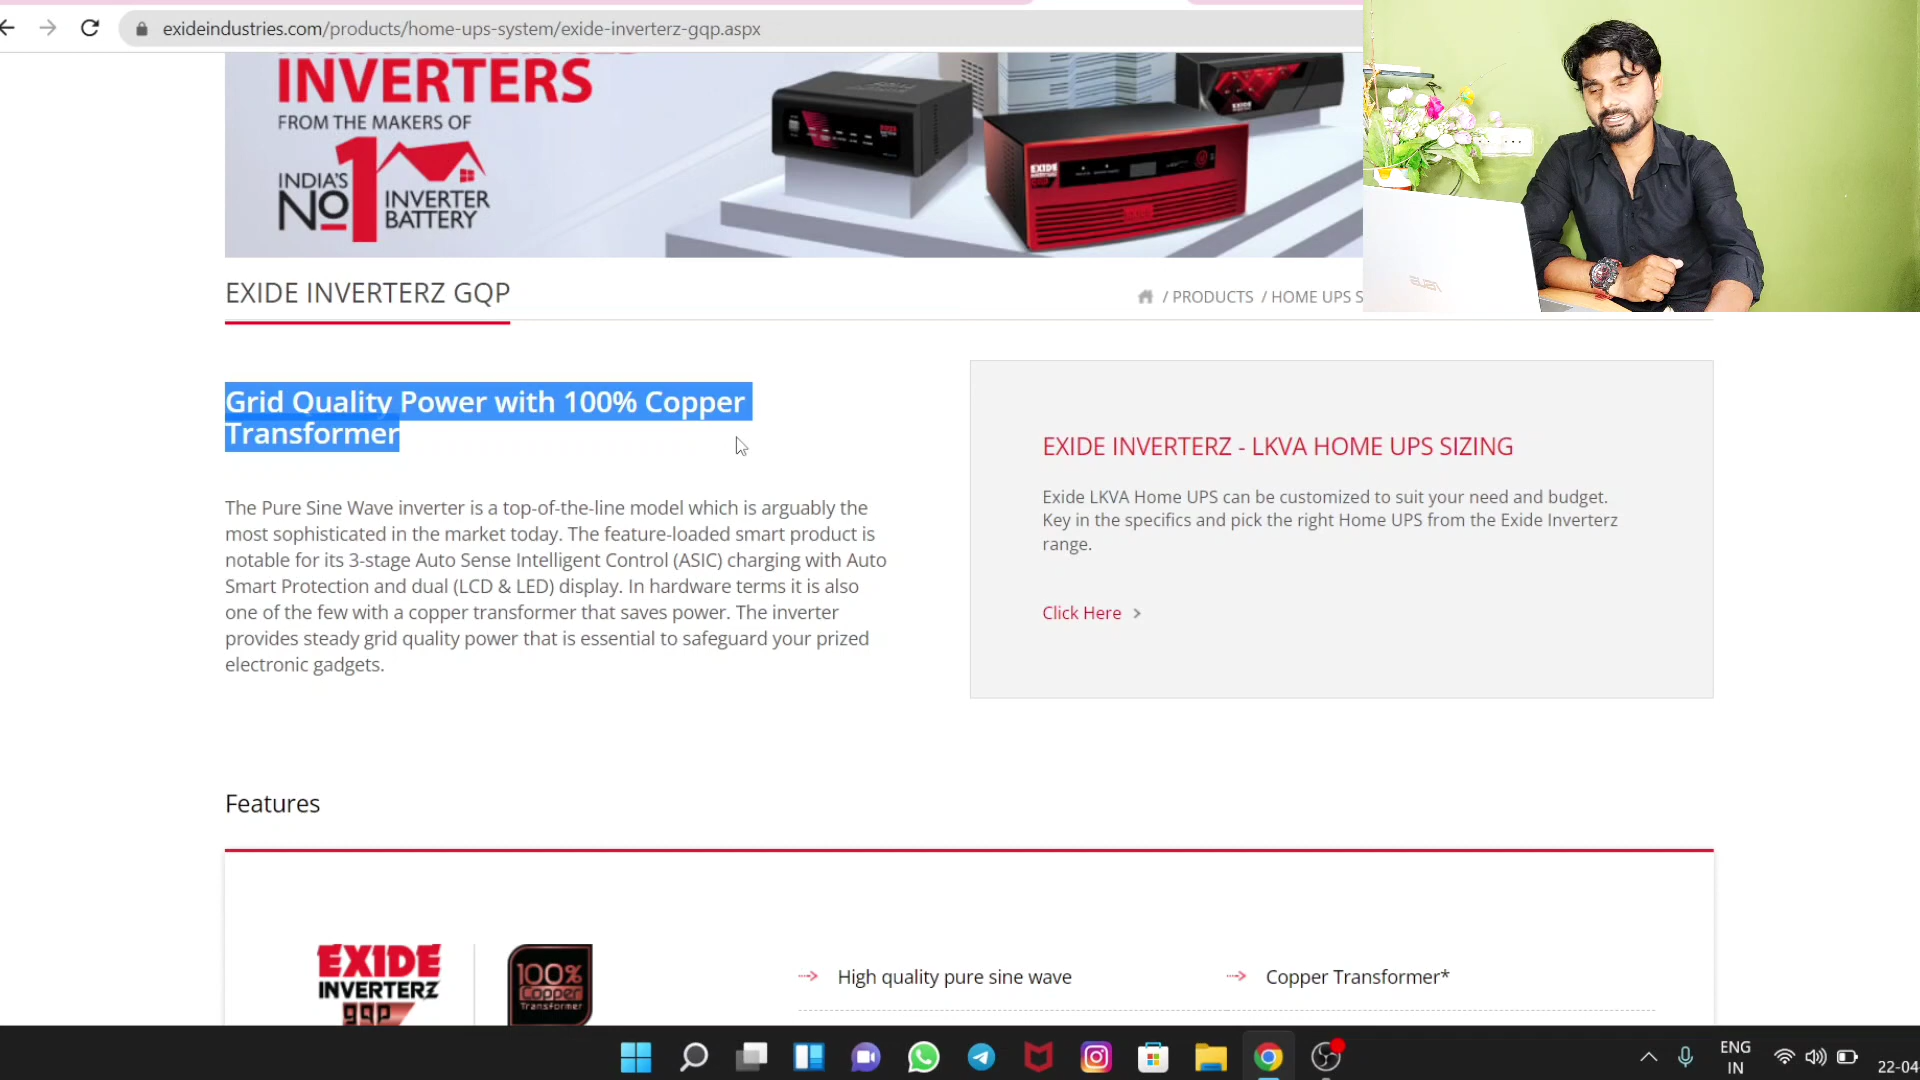 exideindustries.com/products/home-ups-system/exide-inverterz-gqp.aspx
INVERTERS
FROM THE MAKERS OF
INDIA'S
No 1
INVERTER
BATTERY
EXIDE
EXIDE INVERTERZ GQP
/ PRODUCTS / HOME UPS S
Grid Quality Power with 100% Copper
Transformer
The Pure Sine Wave inverter is a top-of-the-line model which is arguably the
most sophisticated in the market today. The feature-loaded smart product is
notable for its 3-stage Auto Sense Intelligent Control (ASIC) charging with Auto
Smart Protection and dual (LCD & LED) display. In hardware terms it is also
one of the few with a copper transformer that saves power. The inverter
provides steady grid quality power that is essential to safeguard your prized
electronic gadgets.
EXIDE INVERTERZ - LKVA HOME UPS SIZING
Exide LKVA Home UPS can be customized to suit your need and budget.
Key in the specifics and pick the right Home UPS from the Exide Inverterz
range.
Click Here
Features
EXIDE
INVERTERZ
gqp
100%
Copper
Transformer
High quality pure sine wave
Copper Transformer*
ENG
IN
22-04